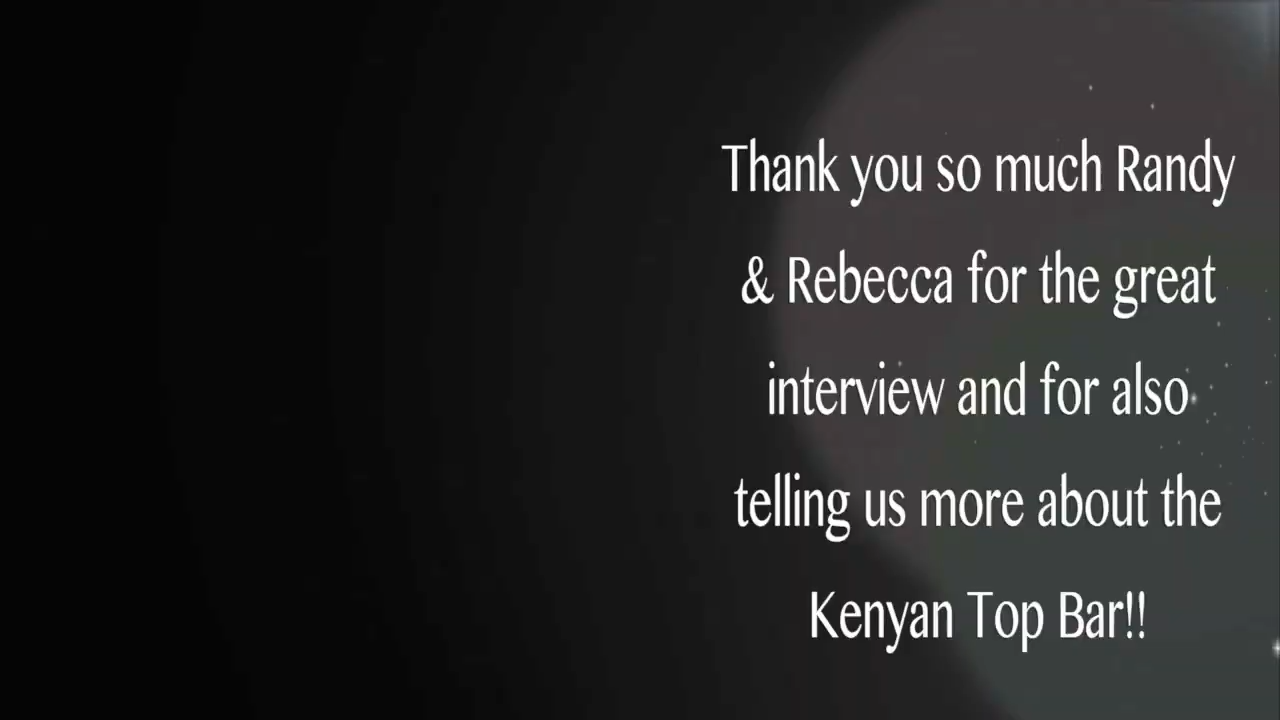 Thank you so much Randy
& Rebecca for the great
interview and for also
telling us more about the
Kenyan Top Bar!!